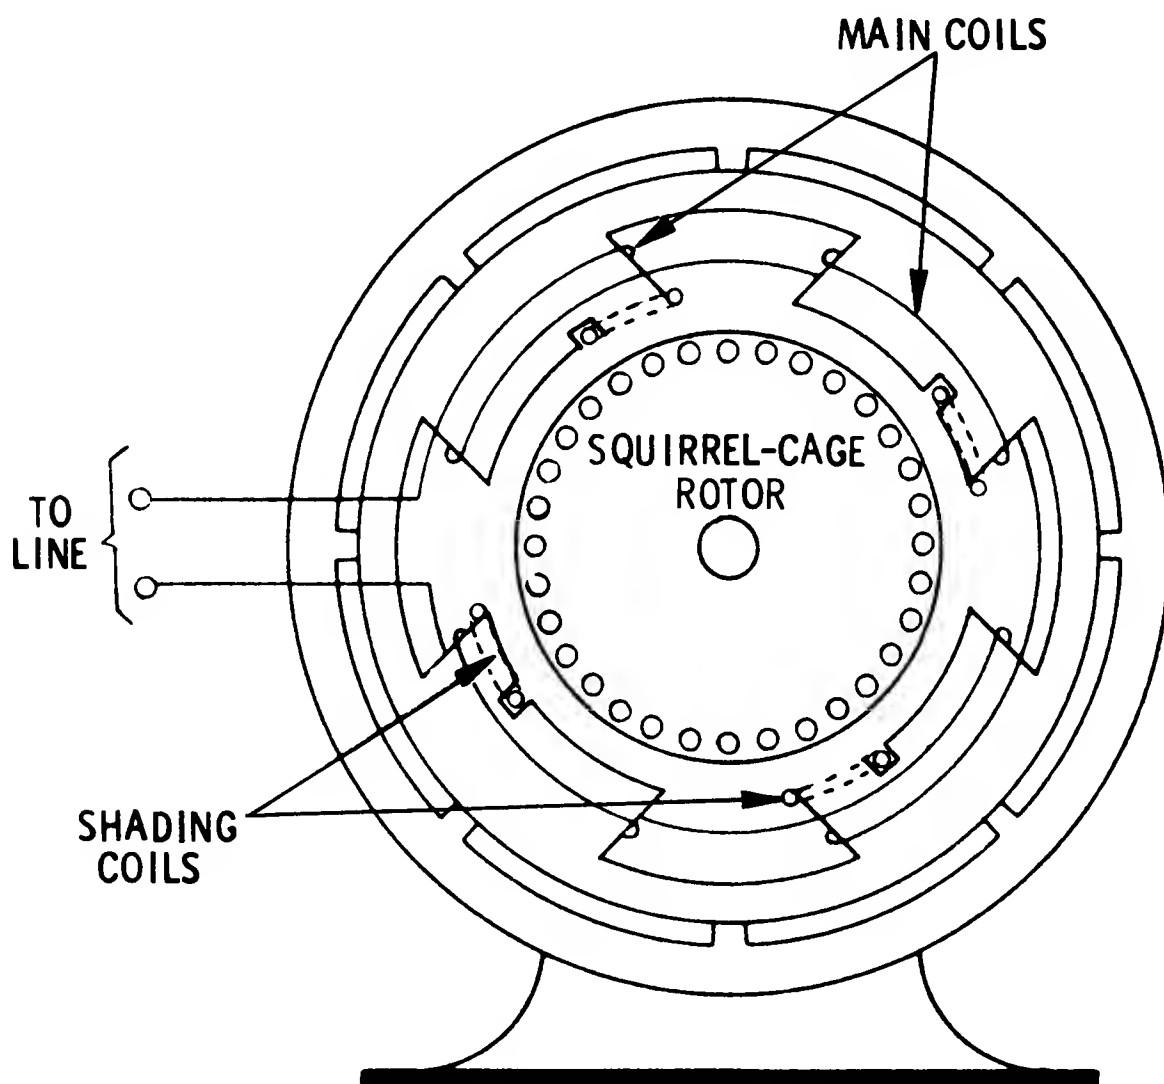 MAIN COILS
SQUIRREL-CAGE
ROTOR
TO
LINE
SHADING
COILS